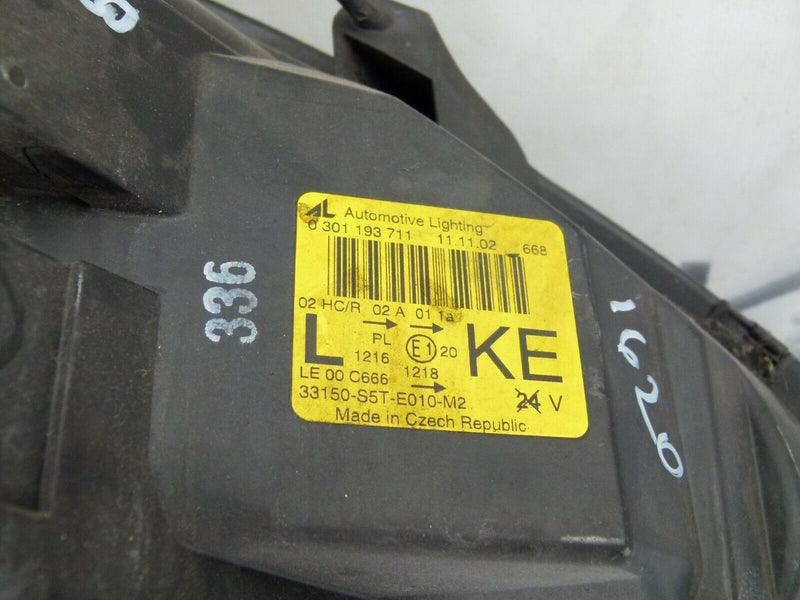 AL Automotive Lighting
0 301 193 711 11.11.02 668
02 HC/R 02 A 01 1a
L PL E1 20 KE
1216
LE 00 C666 1218
33150-S5T-E010-M2 24 V
Made in Czech Republic
336
1620